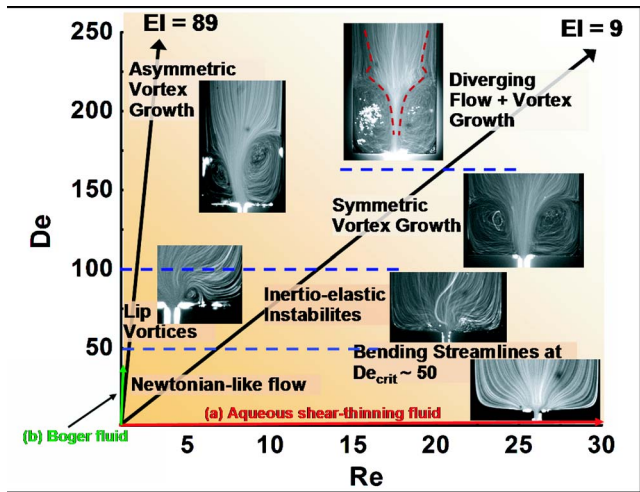 El = 89
El = 9
250
200
150
100
50
De
Asymmetric
Vortex
Growth
Diverging
Flow + Vortex
Growth
Symmetric
Vortex Growth
Inertio-elastic
Instabilites
Lip
Vortices
Bending Streamlines at
De crit ~ 50
Newtonian-like flow
(a) Aqueous shear-thinning fluid
(b) Boger fluid
5
10
15
20
25
30
Re